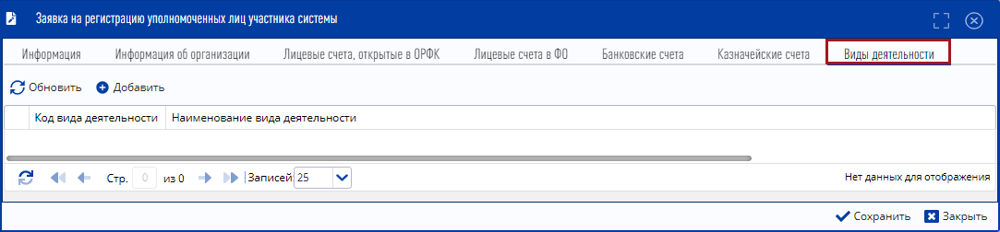 Заявка на регистрацию уполномоченных лиц участника системы
Информация Информация об организации Лицевые счета, открытые в ОРФК Лицевые счета в ФО Банковские счета Казначейские счета Виды деятельности
Обновить Добавить
Код вида деятельности Наименование вида деятельности
Стр. 0 из 0 Записей: 25 Нет данных для отображения
Сохранить Закрыть